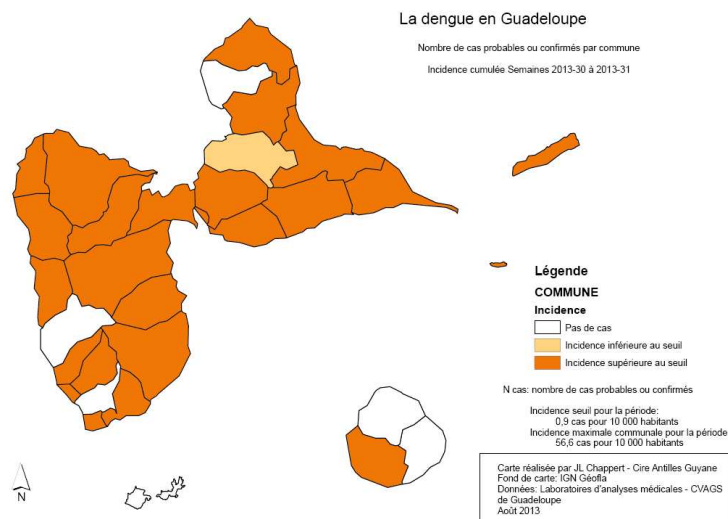 La dengue en Guadeloupe
Nombre de cas probables ou confirmés par commune
Incidence cumulée Semaines 2013-30 à 2013-31
Légende
COMMUNE
Incidence
Pas de cas
Incidence inférieure au seuil
Incidence supérieure au seuil
N cas: nombre de cas probables ou confirmés
Incidence seuil pour la période:
0,9 cas pour 10 000 habitants
Incidence maximale communale pour la période
56,6 cas pour 10 000 habitants
Carte réalisée par JL Chappert - Cire Antilles Guyane
Fond de carte: IGN Géofla
Données: Laboratoires d'analyses médicales - CVAGS
de Guadeloupe
Août 2013
N